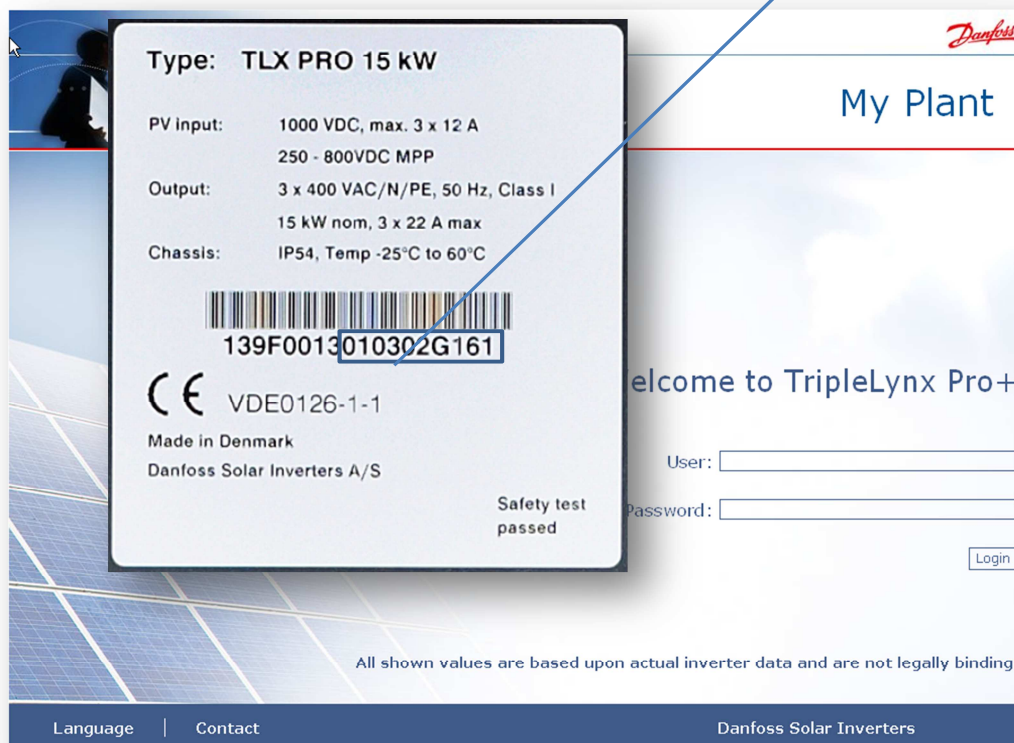 Danfoss
My Plant
Type: TLX PRO 15 kW
PV input: 1000 VDC, max. 3 x 12 A
250 - 800VDC MPP
Output: 3 x 400 VAC/N/PE, 50 Hz, Class I
15 kW nom, 3 x 22 A max
Chassis: IP54, Temp -25°C to 60°C
139F0013010302G161
CE VDE0126-1-1
Made in Denmark
Danfoss Solar Inverters A/S
Safety test
passed
elcome to TripleLynx Pro+
User:
Password:
Login
All shown values are based upon actual inverter data and are not legally binding
Language | Contact
Danfoss Solar Inverters